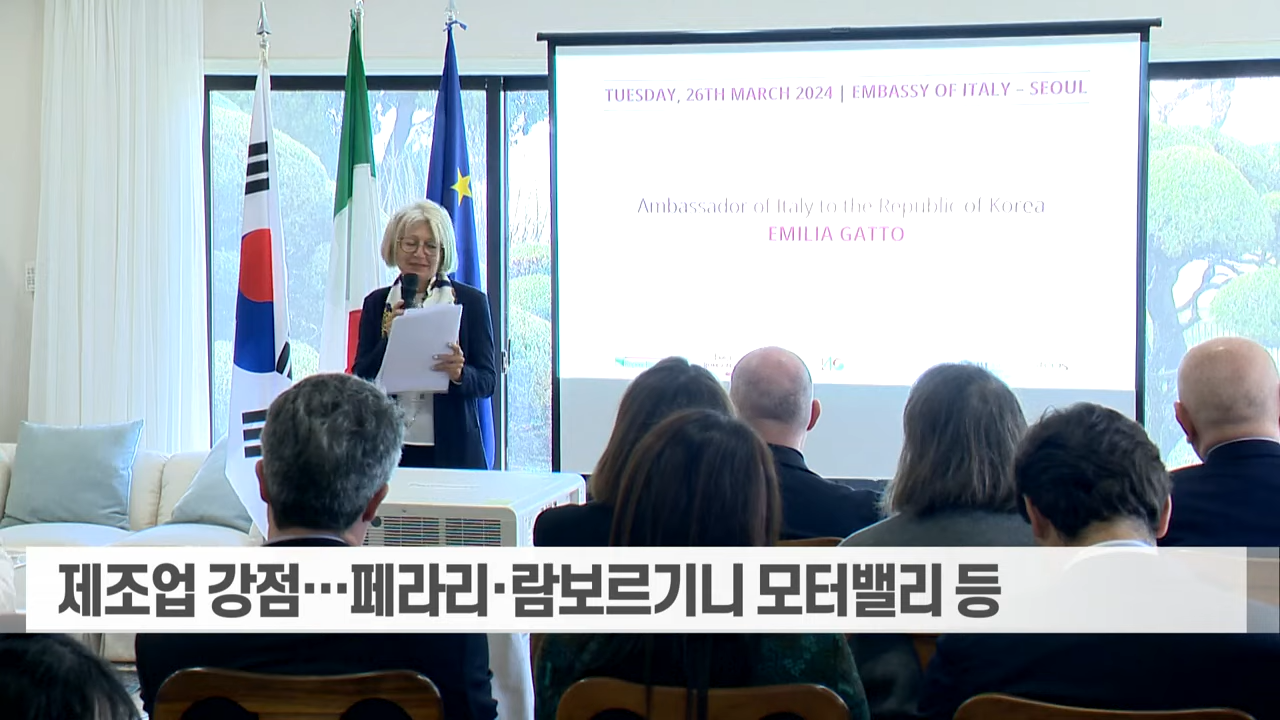 TUESDAY, 26TH MARCH 2024 | EMBASSY OF ITALY – SEOUL
Ambassador of Italy to the Republic of Korea
EMILIA GATTO
제조업 강점…페라리·람보르기니 모터밸리 등